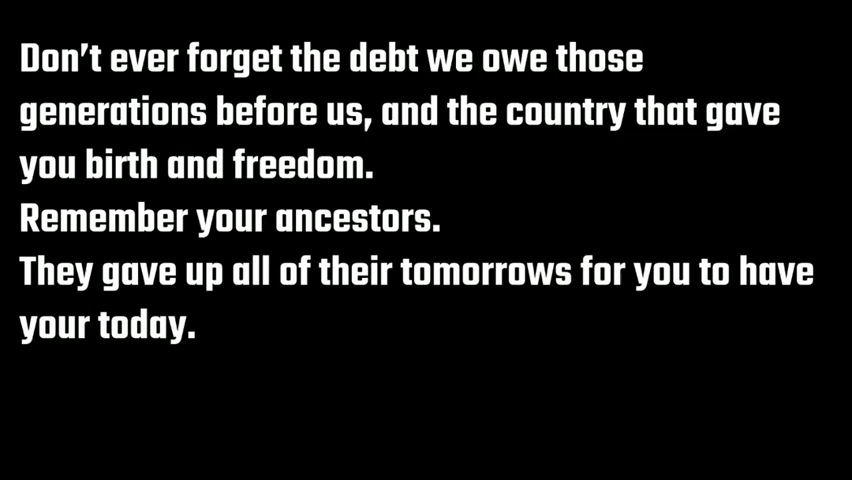 Don’t ever forget the debt we owe those
generations before us, and the country that gave
you birth and freedom.
Remember your ancestors.
They gave up all of their tomorrows for you to have
your today.